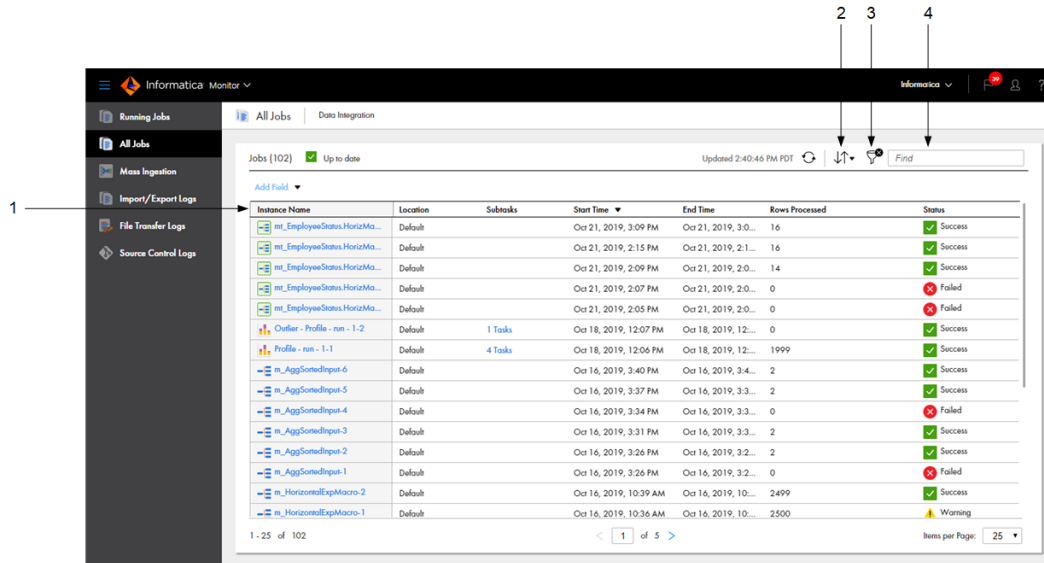 2 3 4
Informatica Monitor Informatica 39 ?
Running Jobs
All Jobs
Mass Ingestion
Import/Export Logs
File Transfer Logs
Source Control Logs
All Jobs Data Integration
Jobs (102) Up to date Updated 2:40:46 PM PDT Find
Add Field
1
Instance Name Location Subtasks Start Time End Time Rows Processed Status
mt_EmployeeStatus.HorizMa... Default Oct 21, 2019, 3:09 PM Oct 21, 2019, 3:0... 16 Success
mt_EmployeeStatus.HorizMa... Default Oct 21, 2019, 2:15 PM Oct 21, 2019, 2:1... 16 Success
mt_EmployeeStatus.HorizMa... Default Oct 21, 2019, 2:09 PM Oct 21, 2019, 2:0... 14 Success
mt_EmployeeStatus.HorizMa... Default Oct 21, 2019, 2:07 PM Oct 21, 2019, 2:0... 0 Failed
mt_EmployeeStatus.HorizMa... Default Oct 21, 2019, 2:05 PM Oct 21, 2019, 2:0... 0 Failed
Outlier - Profile - run - 1-2 Default 1 Tasks Oct 18, 2019, 12:07 PM Oct 18, 2019, 12:... 0 Success
Profile - run - 1-1 Default 4 Tasks Oct 18, 2019, 12:06 PM Oct 18, 2019, 12:... 1999 Success
m_AggSortedInput-6 Default Oct 16, 2019, 3:40 PM Oct 16, 2019, 3:4... 2 Success
m_AggSortedInput-5 Default Oct 16, 2019, 3:37 PM Oct 16, 2019, 3:3... 2 Success
m_AggSortedInput-4 Default Oct 16, 2019, 3:34 PM Oct 16, 2019, 3:3... 0 Failed
m_AggSortedInput-3 Default Oct 16, 2019, 3:31 PM Oct 16, 2019, 3:3... 2 Success
m_AggSortedInput-2 Default Oct 16, 2019, 3:26 PM Oct 16, 2019, 3:2... 2 Success
m_AggSortedInput-1 Default Oct 16, 2019, 3:26 PM Oct 16, 2019, 3:2... 0 Failed
m_HorizontalExpMacro-2 Default Oct 16, 2019, 10:39 AM Oct 16, 2019, 10:... 2499 Success
m_HorizontalExpMacro-1 Default Oct 16, 2019, 10:36 AM Oct 16, 2019, 10:... 2500 Warning
1 - 25 of 102 < 1 of 5 > Items per Page: 25